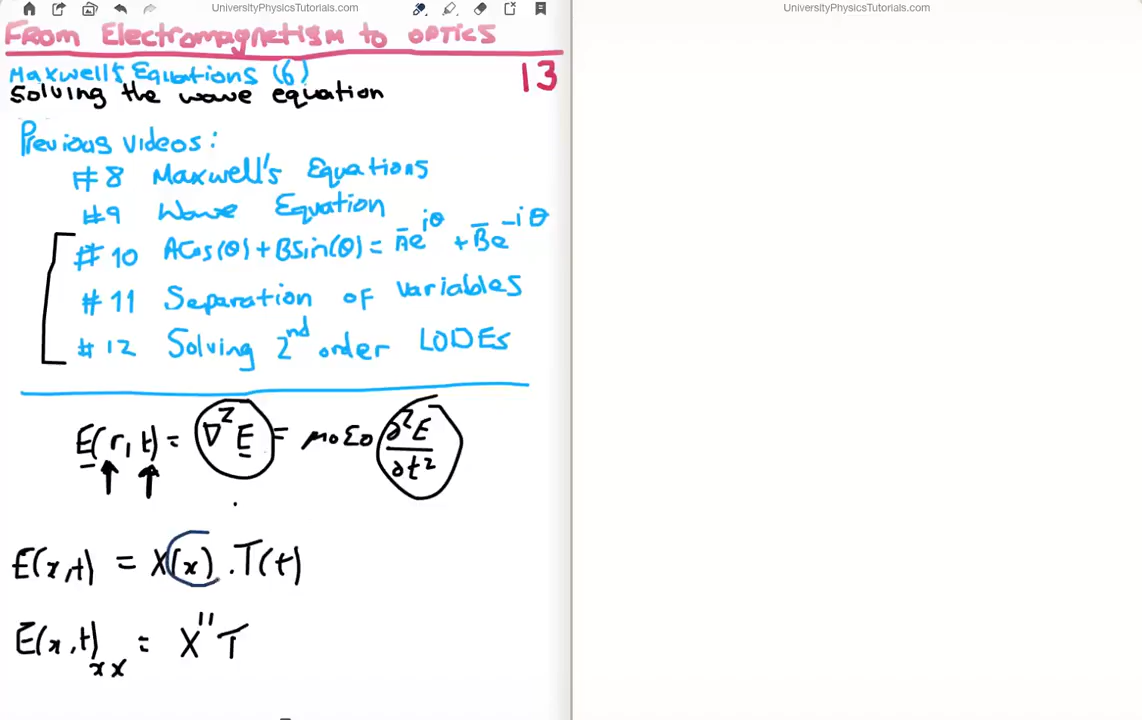 UniversityPhysicsTutorials.com
UniversityPhysicsTutorials.com
From Electromagnetism to Optics
Maxwell's Equations (6)
13
Solving the wave equation
Previous videos:
#8 Maxwell's Equations
#9 Wave Equation
#10 ACos(θ) + BSin(θ) = A̅e^{iθ} + B̅e^{-iθ}
#11 Separation of variables
#12 Solving 2nd order LODEs
E(r,t) = ∇²E = μ0ε0 ∂²E/∂t²
E(x,t) = X(x) . T(t)
E(x,t)xx = X''T